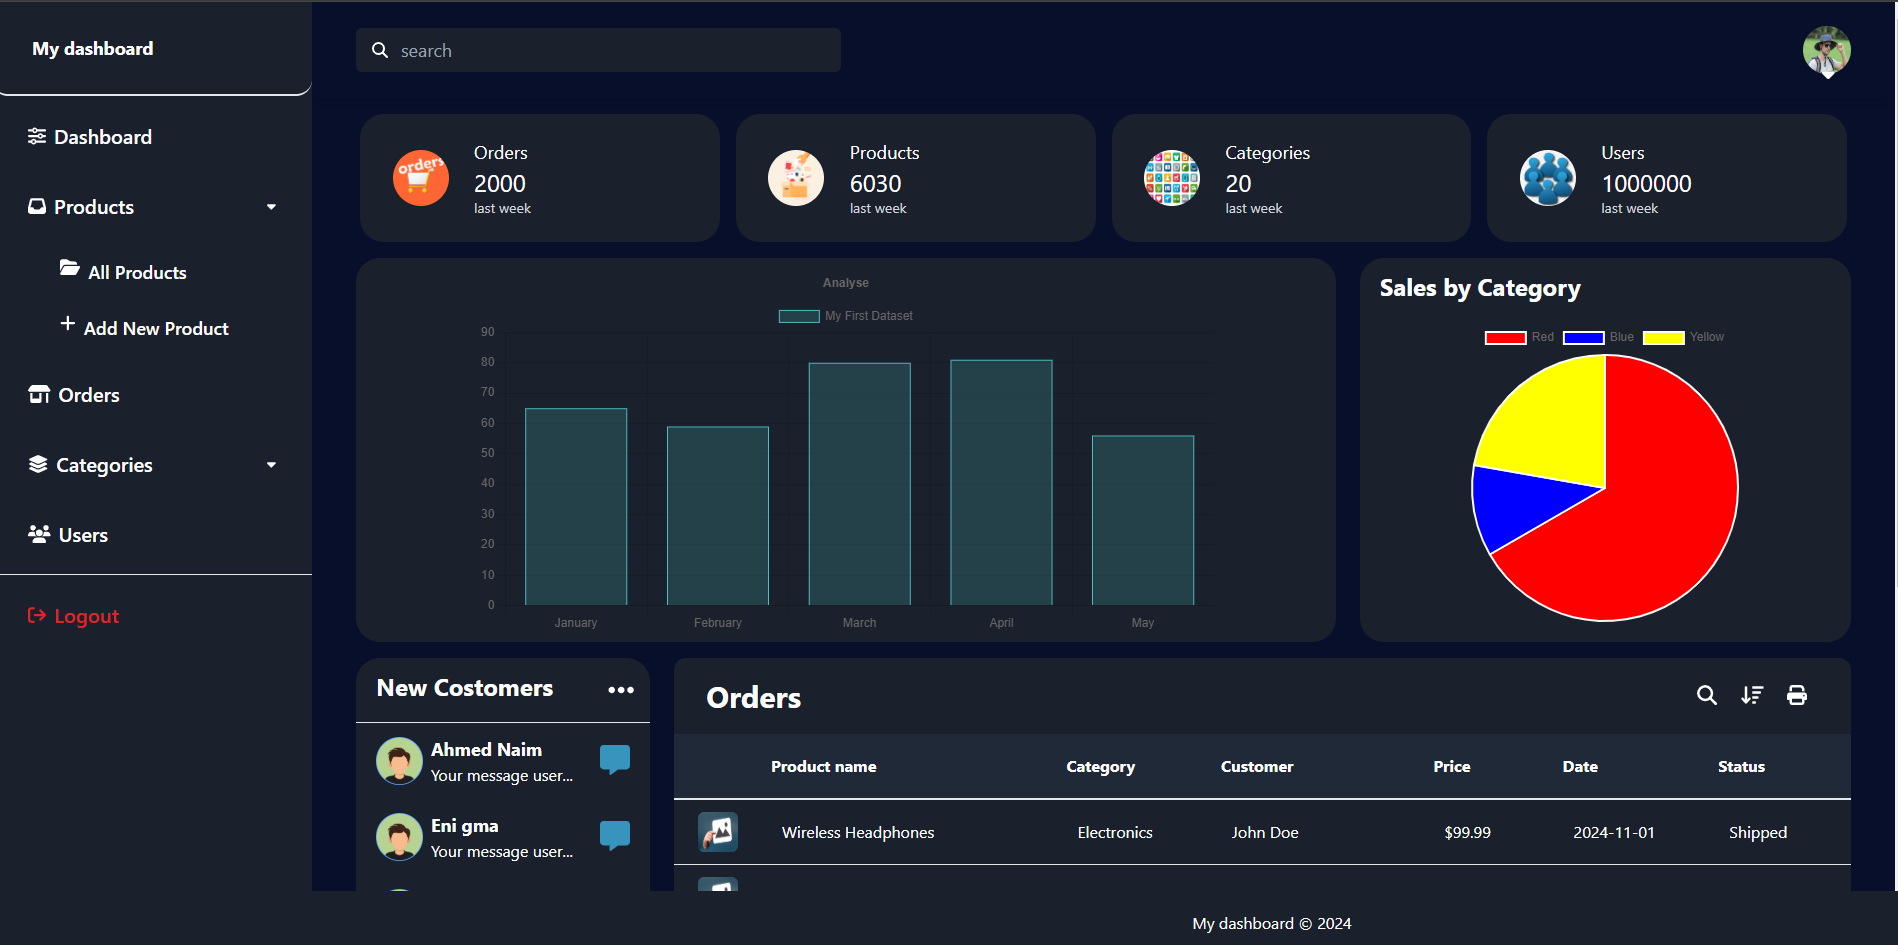 My dashboard
search
Dashboard
Products
All Products
Add New Product
Orders
Categories
Users
Logout
orders
Orders
2000
last week
Products
6030
last week
Categories
20
last week
Users
1000000
last week
Analyse
My First Dataset
90
80
70
60
50
40
30
20
10
0
January February March April May
Sales by Category
Red Blue Yellow
New Costomers
Ahmed Naim
Your message user...
Eni gma
Your message user...
Orders
Product name Category Customer Price Date Status
Wireless Headphones Electronics John Doe $99.99 2024-11-01 Shipped
My dashboard © 2024